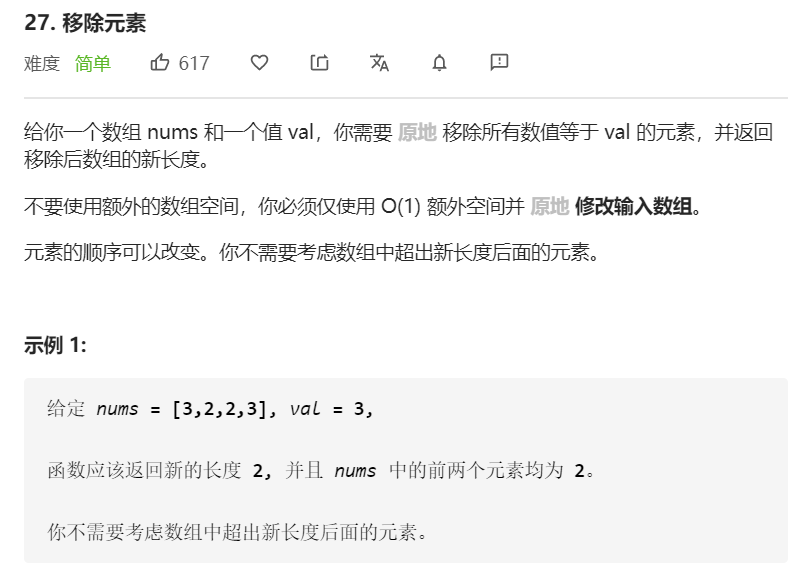 27. 移除元素
难度 简单 617
给你一个数组 nums 和一个值 val，你需要 原地 移除所有数值等于 val 的元素，并返回
移除后数组的新长度。
不要使用额外的数组空间，你必须仅使用 O(1) 额外空间并 原地 修改输入数组。
元素的顺序可以改变。你不需要考虑数组中超出新长度后面的元素。
示例 1:
给定 nums = [3,2,2,3], val = 3,
函数应该返回新的长度 2, 并且 nums 中的前两个元素均为 2。
你不需要考虑数组中超出新长度后面的元素。